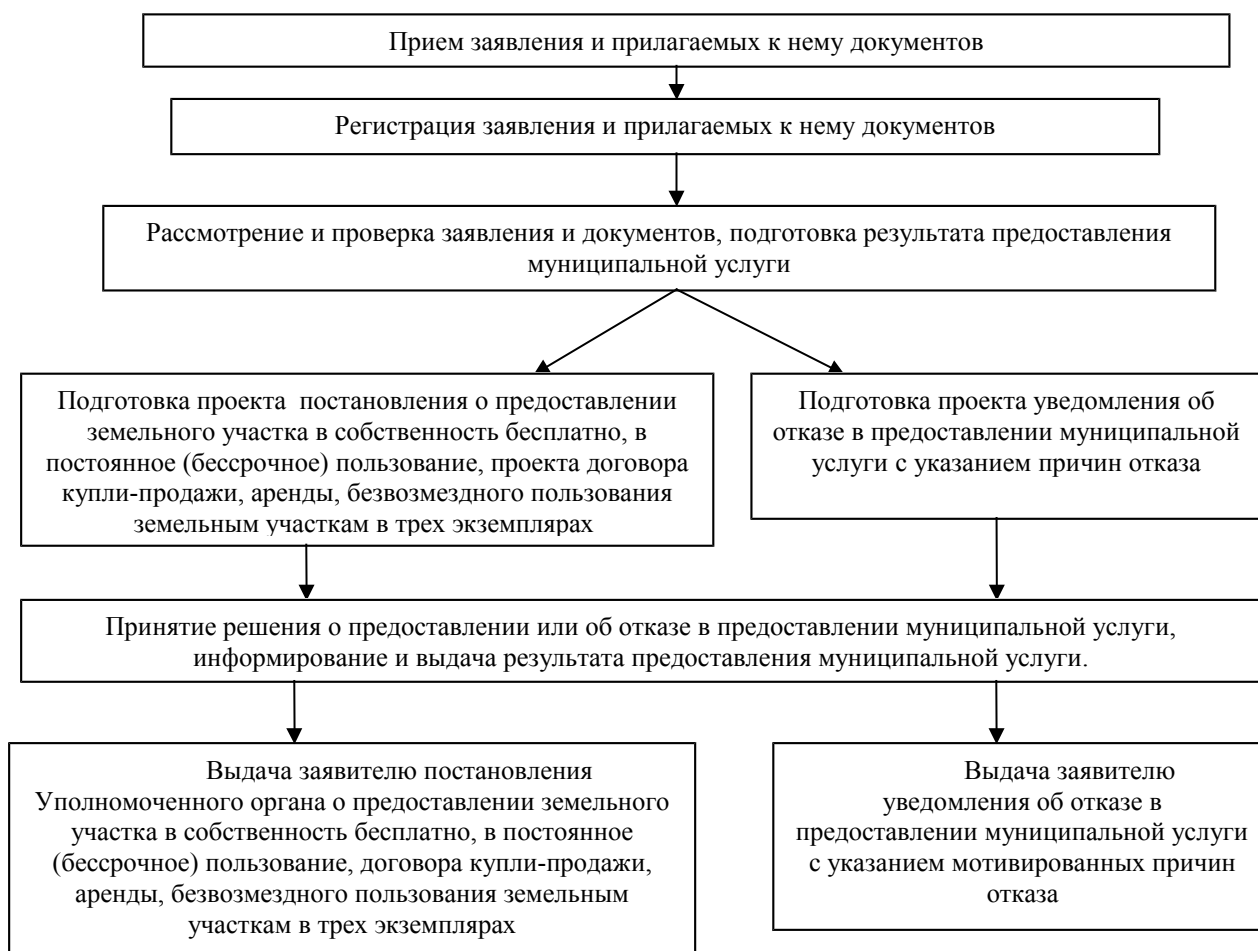 Прием заявления и прилагаемых к нему документов
Регистрация заявления и прилагаемых к нему документов
Рассмотрение и проверка заявления и документов, подготовка результата предоставления
муниципальной услуги
Подготовка проекта постановления о предоставлении
земельного участка в собственность бесплатно, в
постоянное (бессрочное) пользование, проекта договора
купли-продажи, аренды, безвозмездного пользования
земельным участкам в трех экземплярах
Подготовка проекта уведомления об
отказе в предоставлении муниципальной
услуги с указанием причин отказа
Принятие решения о предоставлении или об отказе в предоставлении муниципальной услуги,
информирование и выдача результата предоставления муниципальной услуги.
Выдача заявителю постановления
Уполномоченного органа о предоставлении земельного
участка в собственность бесплатно, в постоянное
(бессрочное) пользование, договора купли-продажи,
аренды, безвозмездного пользования земельным
участкам в трех экземплярах
Выдача заявителю
уведомления об отказе в
предоставлении муниципальной услуги
с указанием мотивированных причин
отказа